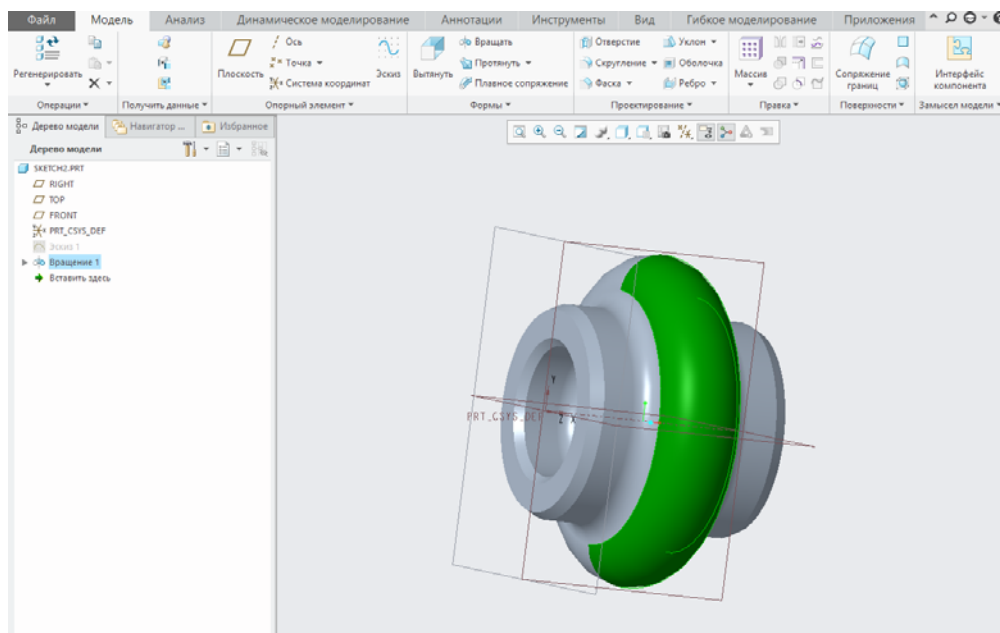 Файл Модель Анализ Динамическое моделирование Аннотации Инструменты Вид Гибкое моделирование Приложения
Регенерировать
Операции
Получить данные
Плоскость
Ось
Точка
Система координат
Эскиз
Опорный элемент
Вытянуть
Вращать
Протянуть
Плавное сопряжение
Формы
Отверстие
Скругление
Фаска
Уклон
Оболочка
Ребро
Проектирование
Массив
Правка
Сопряжение границ
Поверхности
Интерфейс компонента
Замысел модели
Дерево модели Навигатор ... Избранное
Дерево модели
SKETCH2.PRT
RIGHT
TOP
FRONT
PRT_CSYS_DEF
Эскиз 1
Вращение 1
Вставить здесь
Y
PRT_CSYS_DEF Z X